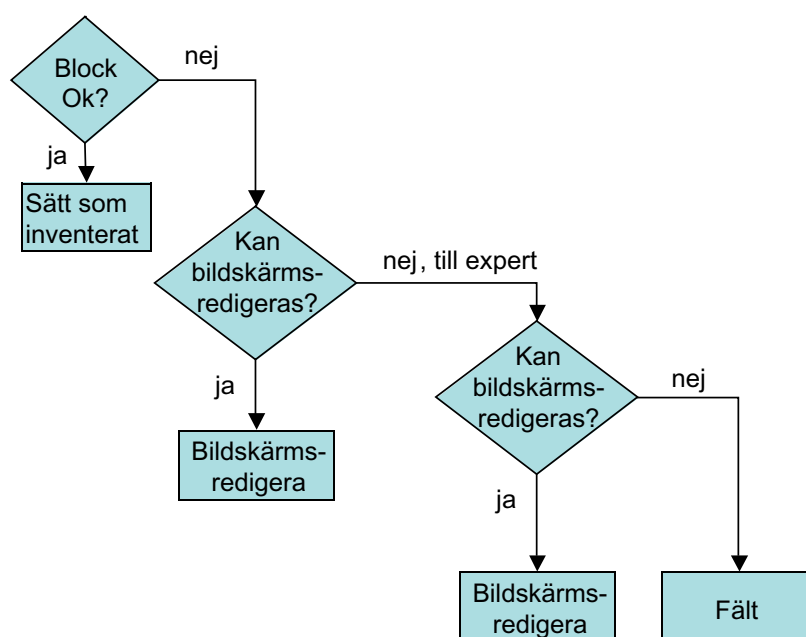 Block
Ok?
nej
ja
Sätt som
inventerat
Kan
bildskärms-
redigeras?
nej, till expert
ja
Bildskärms-
redigera
Kan
bildskärms-
redigeras?
nej
ja
Bildskärms-
redigera
Fält